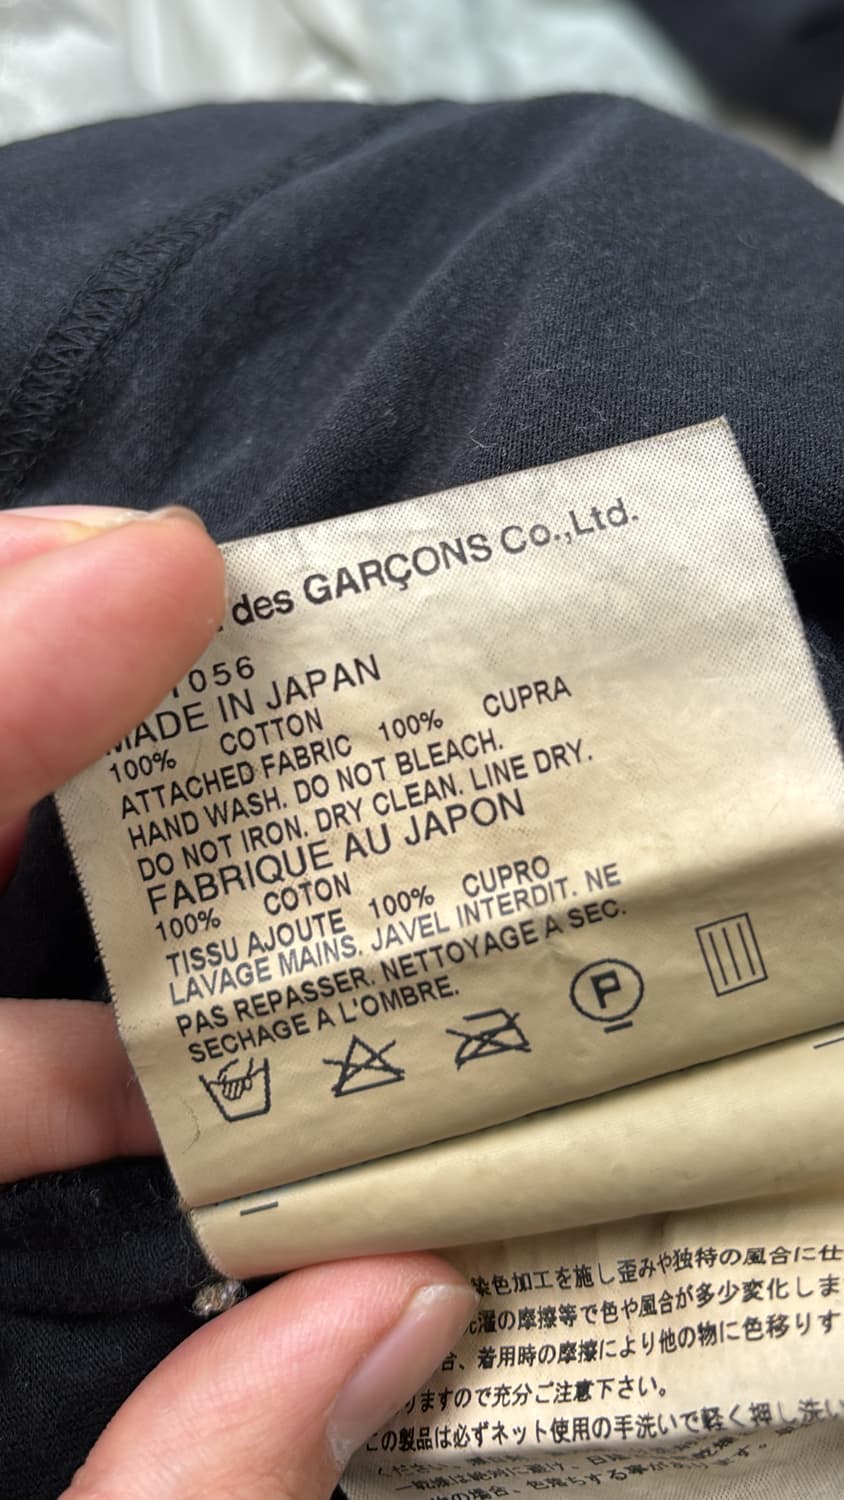 des GARÇONS Co.,Ltd.
1056
MADE IN JAPAN
100% COTTON
ATTACHED FABRIC 100% CUPRA
HAND WASH. DO NOT BLEACH.
DO NOT IRON. DRY CLEAN. LINE DRY.
FABRIQUE AU JAPON
100% COTON
TISSU AJOUTE 100% CUPRO
LAVAGE MAINS. JAVEL INTERDIT. NE
PAS REPASSER. NETTOYAGE A SEC.
SECHAGE A L'OMBRE.
P
染色加工を施し歪みや独特の風合に仕
の摩擦等で色や風合が多少変化しま
合、着用時の摩擦により他の物に色移りす
りますので充分ご注意下さい。
この製品は必ずネット使用の手洗いで軽く押し洗い